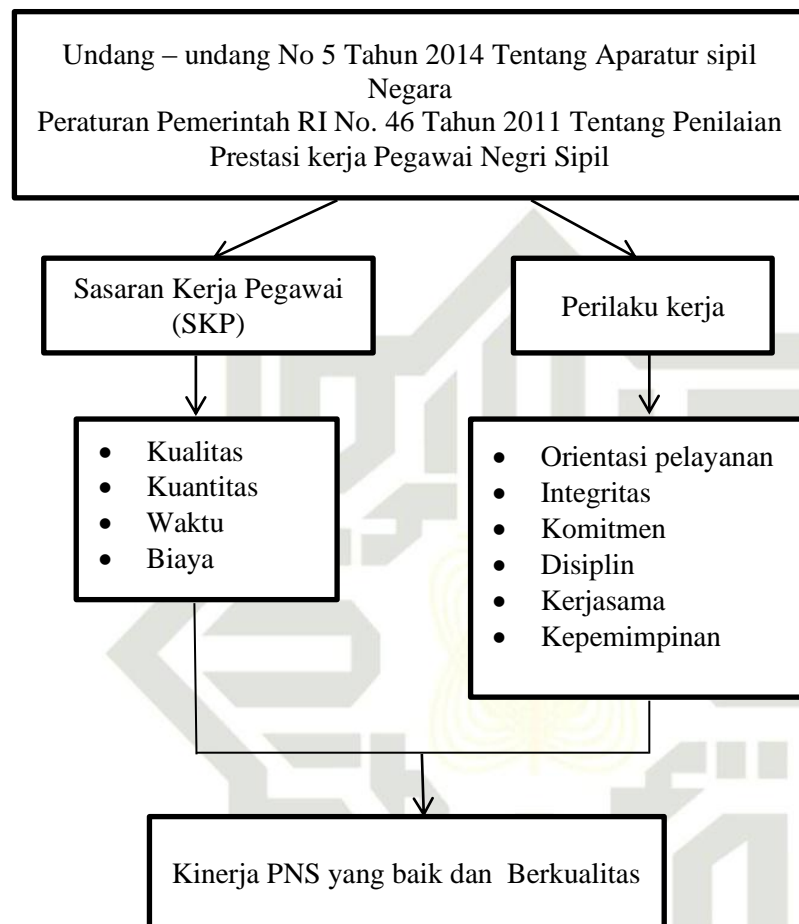 Undang – undang No 5 Tahun 2014 Tentang Aparatur sipil
Negara
Peraturan Pemerintah RI No. 46 Tahun 2011 Tentang Penilaian
Prestasi kerja Pegawai Negri Sipil
Sasaran Kerja Pegawai
(SKP)
Perilaku kerja
• Kualitas
• Kuantitas
• Waktu
• Biaya
• Orientasi pelayanan
• Integritas
• Komitmen
• Disiplin
• Kerjasama
• Kepemimpinan
Kinerja PNS yang baik dan Berkualitas